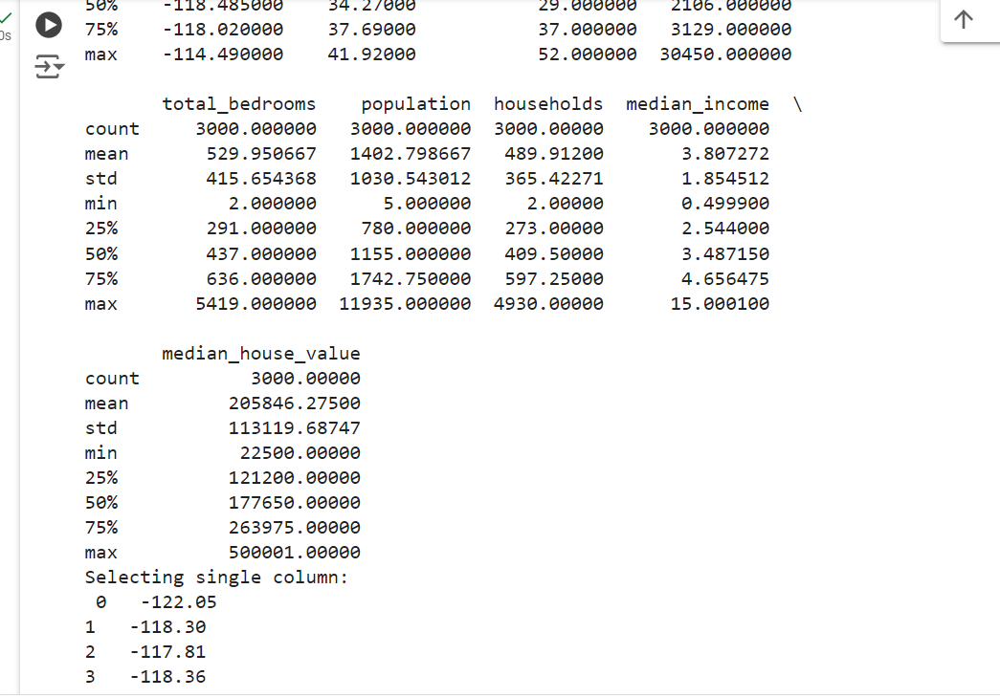 50%    -118.485000    34.27000           29.000000   2106.000000
75%    -118.020000    37.69000           37.000000   3129.000000
max    -114.490000    41.92000           52.000000  30450.000000
0s
       total_bedrooms    population  households  median_income  \
count     3000.000000   3000.000000  3000.00000    3000.000000
mean       529.950667   1402.798667   489.91200       3.807272
std        415.654368   1030.543012   365.42271       1.854512
min          2.000000      5.000000     2.00000       0.499900
25%        291.000000    780.000000   273.00000       2.544000
50%        437.000000   1155.000000   409.50000       3.487150
75%        636.000000   1742.750000   597.25000       4.656475
max       5419.000000  11935.000000  4930.00000      15.000100
       median_house_value
count          3000.00000
mean         205846.27500
std          113119.68747
min           22500.00000
25%          121200.00000
50%          177650.00000
75%          263975.00000
max          500001.00000
Selecting single column:
 0   -122.05
1   -118.30
2   -117.81
3   -118.36